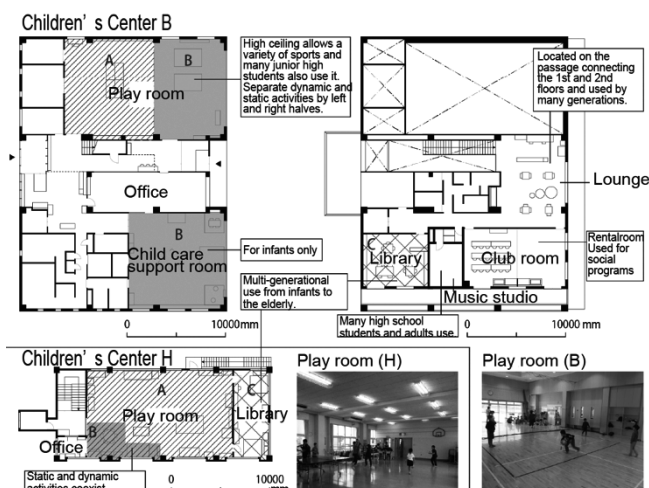 Children' s Center B
A
B
Play room
High ceiling allows a
variety of sports and
many junior high
students also use it.
Separate dynamic and
static activities by left
and right halves.
Located on the
passage connecting
the 1st and 2nd
floors and used by
many generations.
Office
Lounge
B
Child care
support room
For infants only
C
Library
Club room
Rentalroom
Used for
social
programs
Multi-generational
use from infants to
the elderly.
Music studio
Many high school
students and adults use
0 10000mm
0 10000 mm
Children' s Center H
A
Play room
B
C
Library
Office
Static and dynamic
activities coexist
0 10000
mm
Play room (H)
Play room (B)